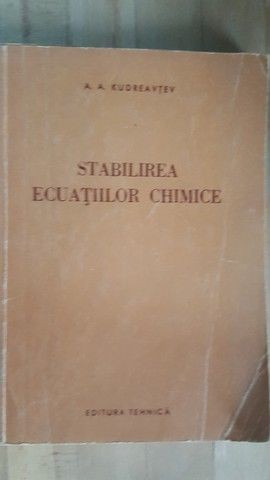 A. A. KUDREAVȚEV
STABILIREA
ECUAȚIILOR CHIMICE
EDITURA TEHNICĂ